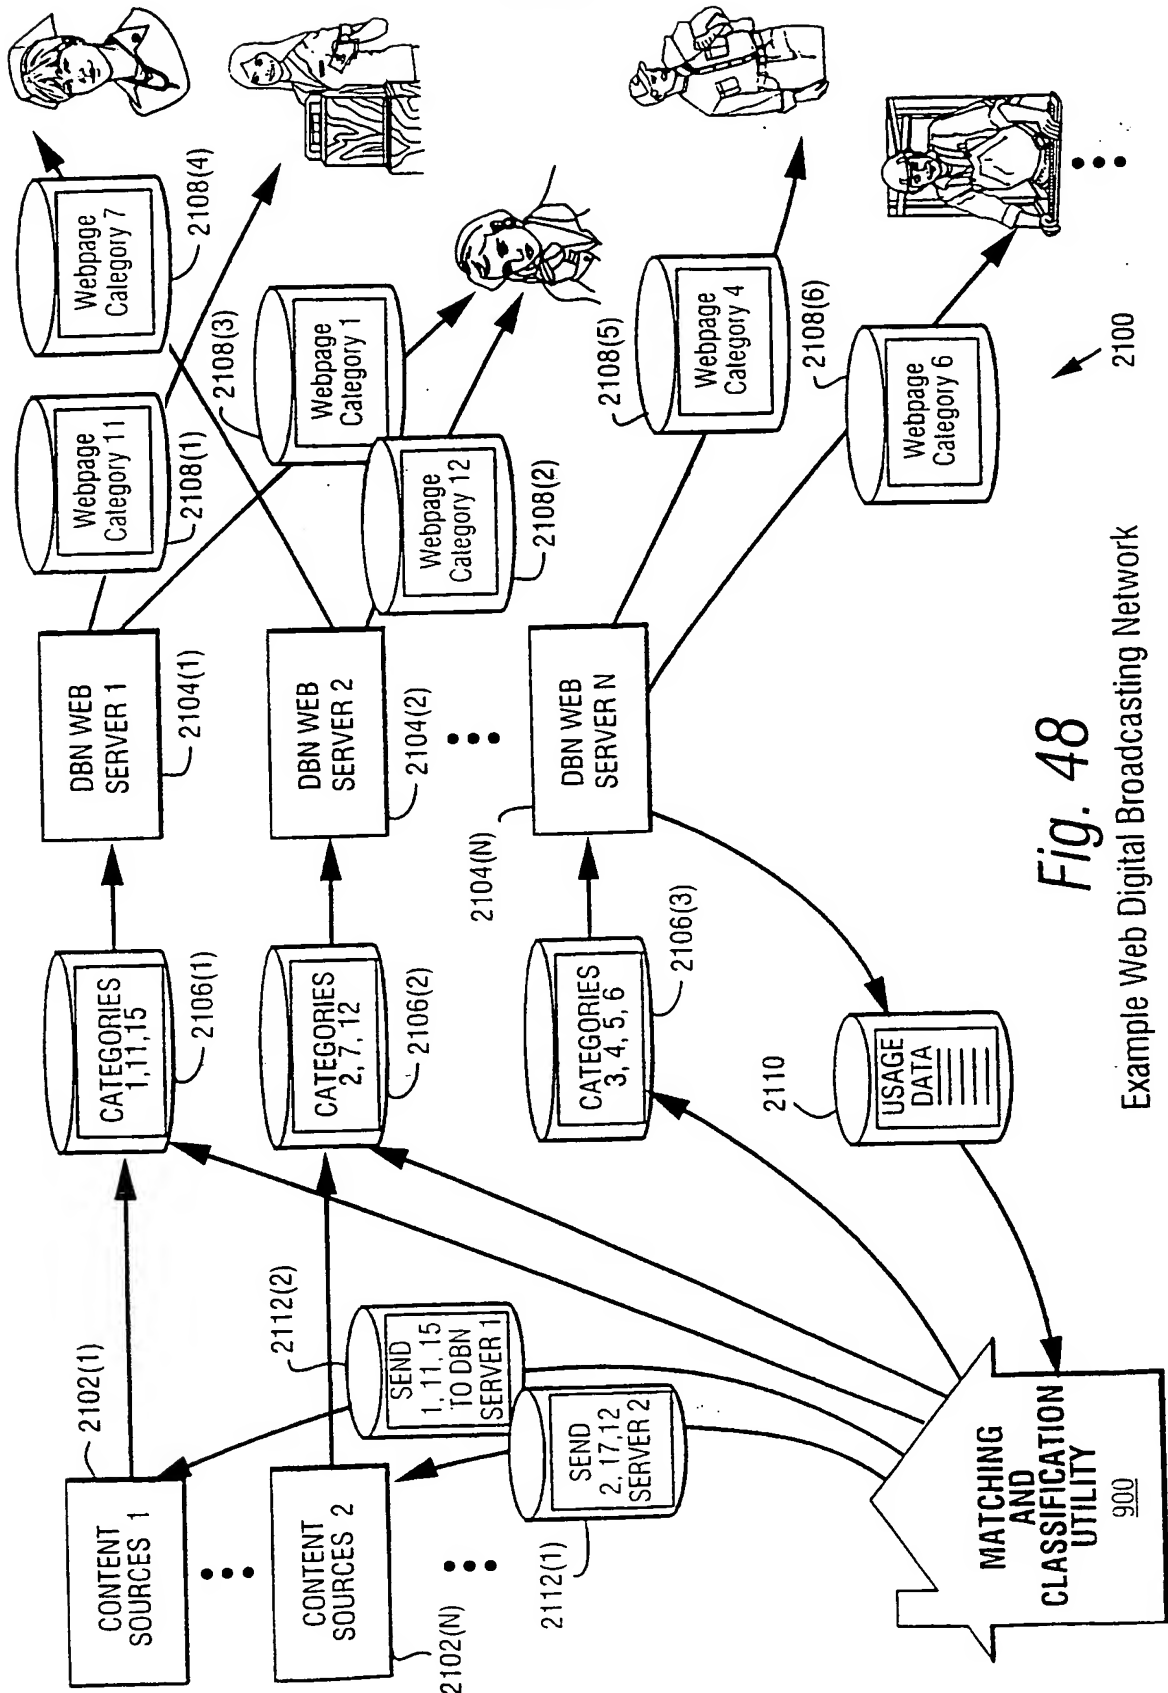 CONTENT
SOURCES 1
2102(1)
CONTENT
SOURCES 2
2102(N)
SEND
1, 11, 15
TO DBN
SERVER 1
2112(2)
SEND
2, 17,12
SERVER 2
2112(1)
MATCHING
AND
CLASSIFICATION
UTILITY
900
CATEGORIES
1,11,15
2106(1)
CATEGORIES
2, 7, 12
2106(2)
CATEGORIES
3, 4, 5, 6
2106(3)
USAGE
DATA
2110
DBN WEB
SERVER 1
2104(1)
DBN WEB
SERVER 2
2104(2)
DBN WEB
SERVER N
2104(N)
Webpage
Category 11
2108(1)
Webpage
Category 7
2108(4)
Webpage
Category 1
2108(3)
Webpage
Category 12
2108(2)
Webpage
Category 4
2108(5)
Webpage
Category 6
2108(6)
2100
Fig. 48
Example Web Digital Broadcasting Network